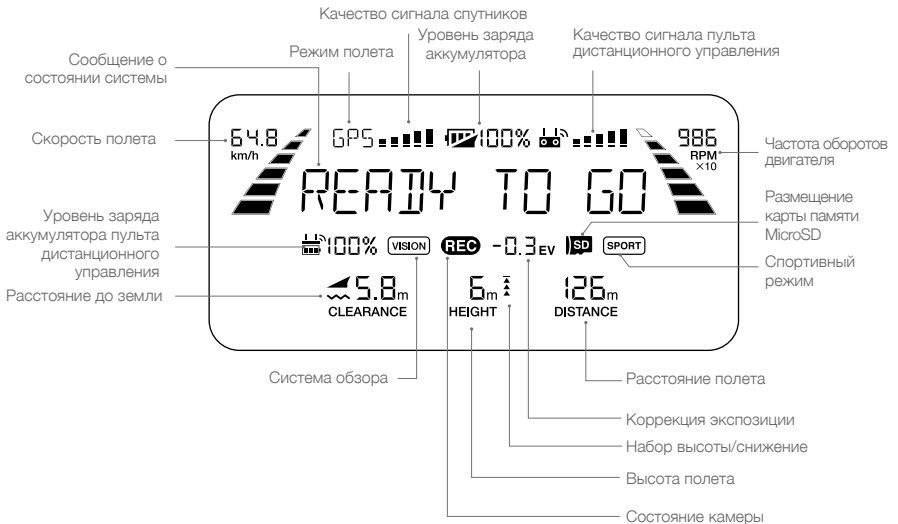 Качество сигнала спутников
Режим полета
Уровень заряда
аккумулятора
Качество сигнала пульта
дистанционного управления
Сообщение о
состоянии системы
Скорость полета
64.8
km/h
GPS
100%
986
RPM
×10
Частота оборотов
двигателя
READY TO GO
Размещение
карты памяти
MicroSD
Уровень заряда
аккумулятора пульта
дистанционного
управления
100% VISION REC -0.3 EV SD SPORT
Спортивный
режим
Расстояние до земли
5.8m
CLEARANCE
6m
HEIGHT
126m
DISTANCE
Система обзора
Расстояние полета
Коррекция экспозиции
Набор высоты/снижение
Высота полета
Состояние камеры